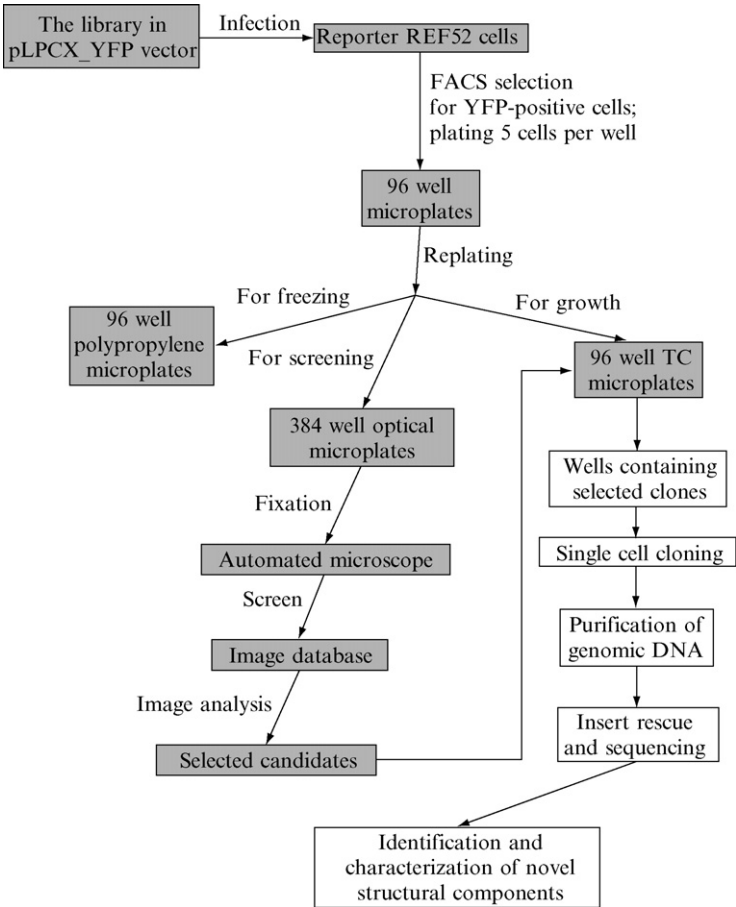 The library in
pLPCX_YFP vector
Infection
Reporter REF52 cells
FACS selection
for YFP-positive cells;
plating 5 cells per well
96 well
microplates
Replating
For freezing
For growth
96 well
polypropylene
microplates
For screening
96 well TC
microplates
384 well optical
microplates
Wells containing
selected clones
Fixation
Automated microscope
Single cell cloning
Screen
Purification of
genomic DNA
Image database
Image analysis
Insert rescue
and sequencing
Selected candidates
Identification and
characterization of novel
structural components